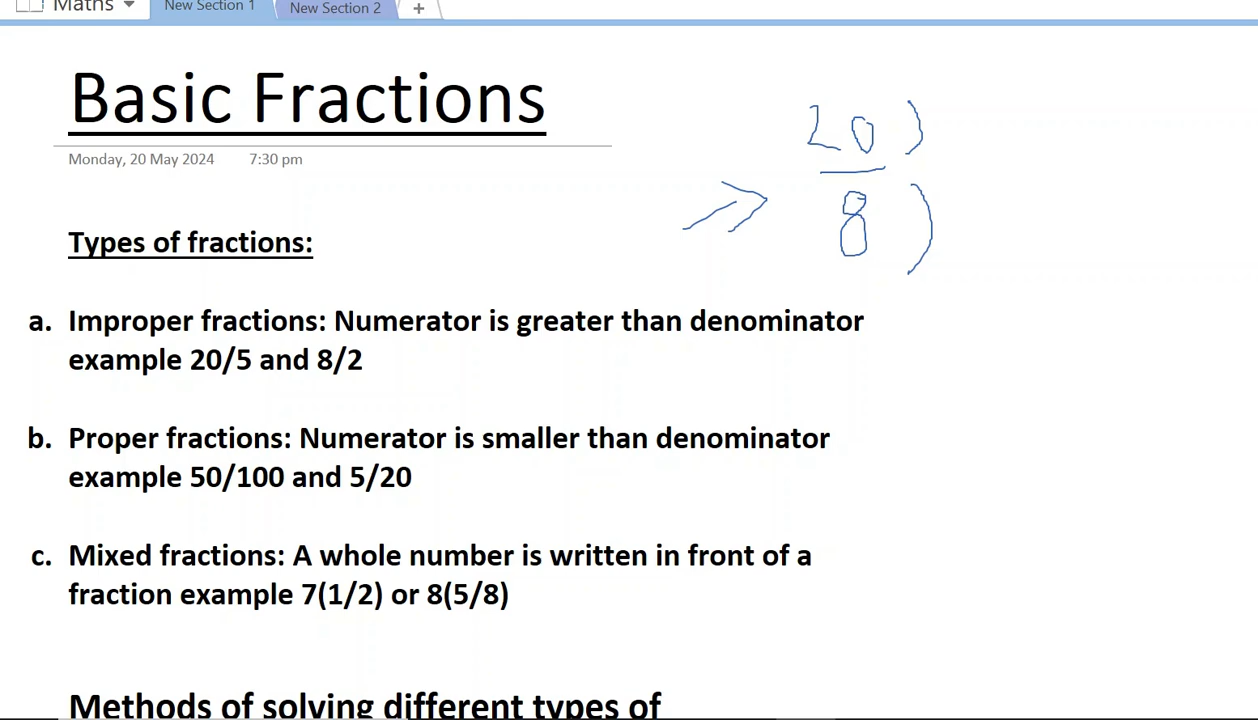 Maths
New Section 1
New Section 2
+
Basic Fractions
Monday, 20 May 2024 7:30 pm
20 )
8 )
Types of fractions:
a. Improper fractions: Numerator is greater than denominator
example 20/5 and 8/2
b. Proper fractions: Numerator is smaller than denominator
example 50/100 and 5/20
c. Mixed fractions: A whole number is written in front of a
fraction example 7(1/2) or 8(5/8)
Methods of solving different types of